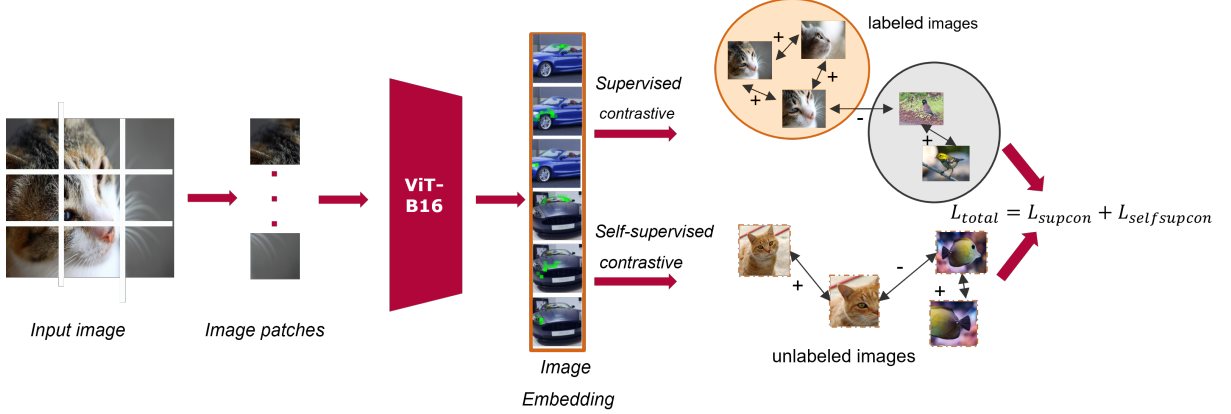 Input image
Image patches
ViT-
B16
Image
Embedding
Supervised
contrastive
Self-supervised
contrastive
labeled images
+
+
+
-
+
+
-
+
unlabeled images
L_total = L_supcon + L_selfsupcon